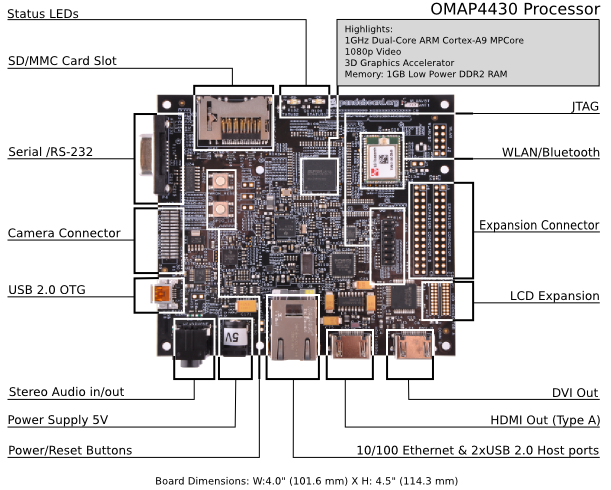 OMAP4430 Processor
Status LEDs
Highlights:
1GHz Dual-Core ARM Cortex-A9 MPCore
1080p Video
3D Graphics Accelerator
Memory: 1GB Low Power DDR2 RAM
SD/MMC Card Slot
JTAG
Serial /RS-232
WLAN/Bluetooth
Camera Connector
Expansion Connector
USB 2.0 OTG
LCD Expansion
5V
Stereo Audio in/out
DVI Out
Power Supply 5V
HDMI Out (Type A)
Power/Reset Buttons
10/100 Ethernet & 2xUSB 2.0 Host ports
Board Dimensions: W:4.0" (101.6 mm) X H: 4.5" (114.3 mm)